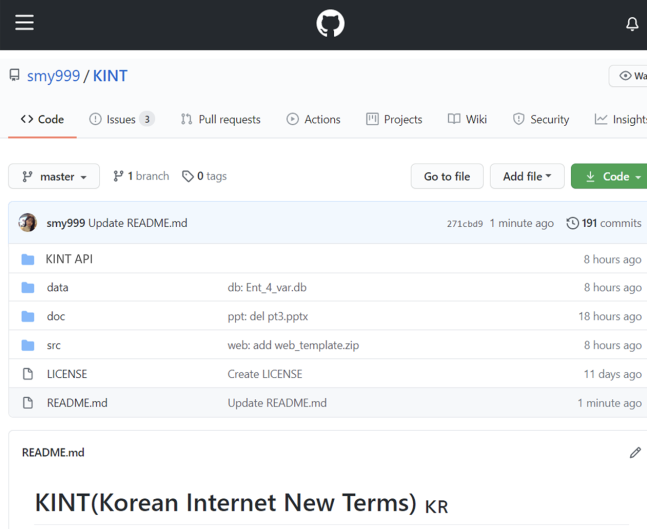 smy999 / KINT
Code Issues 3 Pull requests Actions Projects Wiki Security Insights
master 1 branch 0 tags Go to file Add file Code
smy999 Update README.md 271cbd9 1 minute ago 191 commits
KINT API 8 hours ago
data db: Ent_4_var.db 8 hours ago
doc ppt: del pt3.pptx 18 hours ago
src web: add web_template.zip 8 hours ago
LICENSE Create LICENSE 11 days ago
README.md Update README.md 1 minute ago
README.md
KINT(Korean Internet New Terms) KR